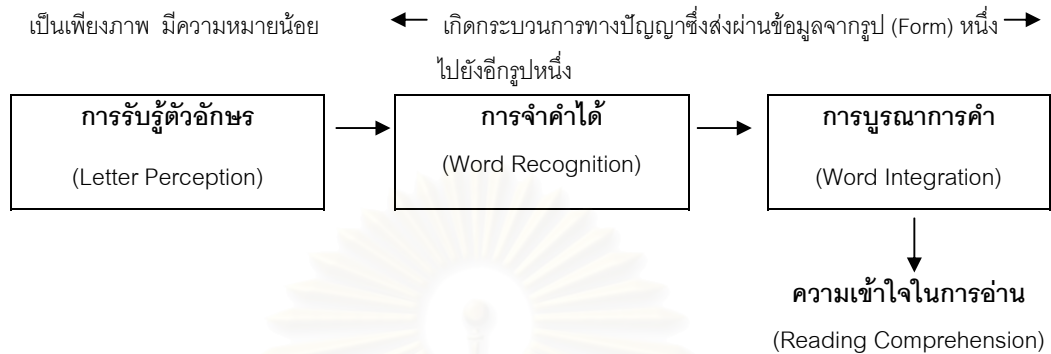 เป็นเพียงภาพ มีความหมายน้อย
เกิดกระบวนการทางปัญญาซึ่งส่งผ่านข้อมูลจากรูป (Form) หนึ่ง
ไปยังอีกรูปหนึ่ง
การรับรู้ตัวอักษร
(Letter Perception)
การจำคำได้
(Word Recognition)
การบูรณาการคำ
(Word Integration)
ความเข้าใจในการอ่าน
(Reading Comprehension)